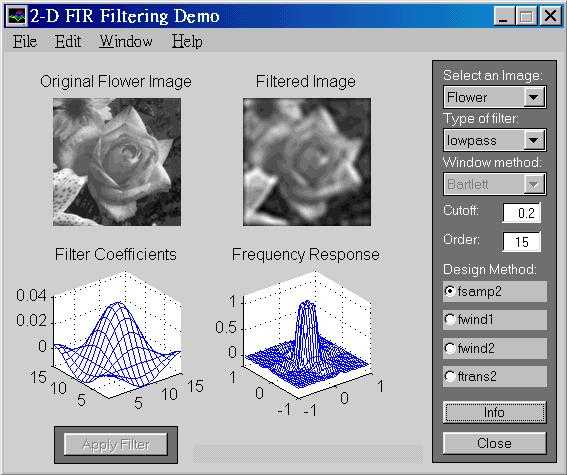 2-D FIR Filtering Demo
File Edit Window Help
Original Flower Image
Filtered Image
Filter Coefficients
0.04
0.02
0
15
10
5
5
10
15
Frequency Response
1
0.5
0
1
0
-1
-1
0
1
Apply Filter
Select an Image:
Flower
Type of filter:
lowpass
Window method:
Bartlett
Cutoff: 0.2
Order: 15
Design Method:
fsamp2
fwind1
fwind2
ftrans2
Info
Close